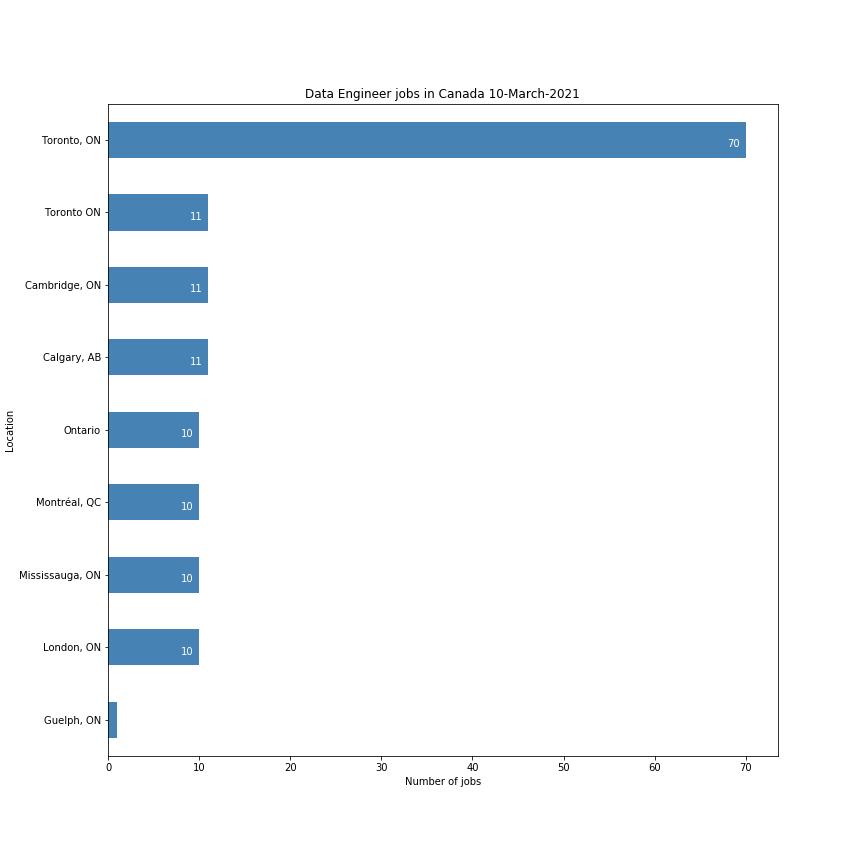 Data Engineer jobs in Canada 10-March-2021
Toronto, ON
70
Toronto ON
11
Cambridge, ON
11
Calgary, AB
11
Location
Ontario
10
Montréal, QC
10
Mississauga, ON
10
London, ON
10
Guelph, ON
0 10 20 30 40 50 60 70
Number of jobs